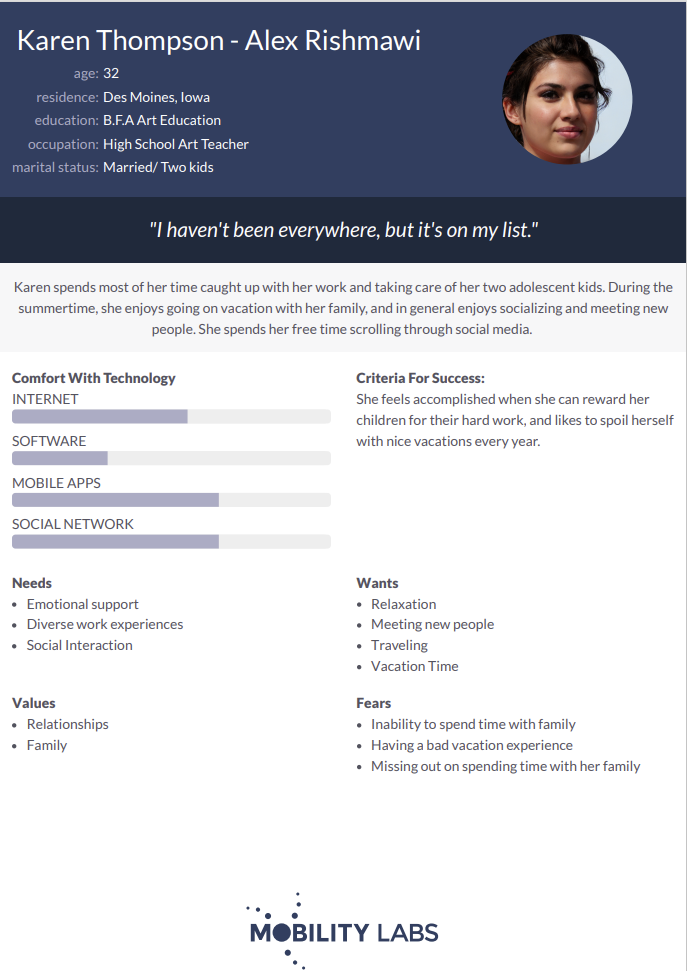 Karen Thompson - Alex Rishmawi
age: 32
residence: Des Moines, Iowa
education: B.F.A Art Education
occupation: High School Art Teacher
marital status: Married/ Two kids
"I haven't been everywhere, but it's on my list."
Karen spends most of her time caught up with her work and taking care of her two adolescent kids. During the
summertime, she enjoys going on vacation with her family, and in general enjoys socializing and meeting new
people. She spends her free time scrolling through social media.
Comfort With Technology
INTERNET
SOFTWARE
MOBILE APPS
SOCIAL NETWORK
Criteria For Success:
She feels accomplished when she can reward her
children for their hard work, and likes to spoil herself
with nice vacations every year.
Needs
• Emotional support
• Diverse work experiences
• Social Interaction
Wants
• Relaxation
• Meeting new people
• Traveling
• Vacation Time
Values
• Relationships
• Family
Fears
• Inability to spend time with family
• Having a bad vacation experience
• Missing out on spending time with her family
MOBILITY LABS